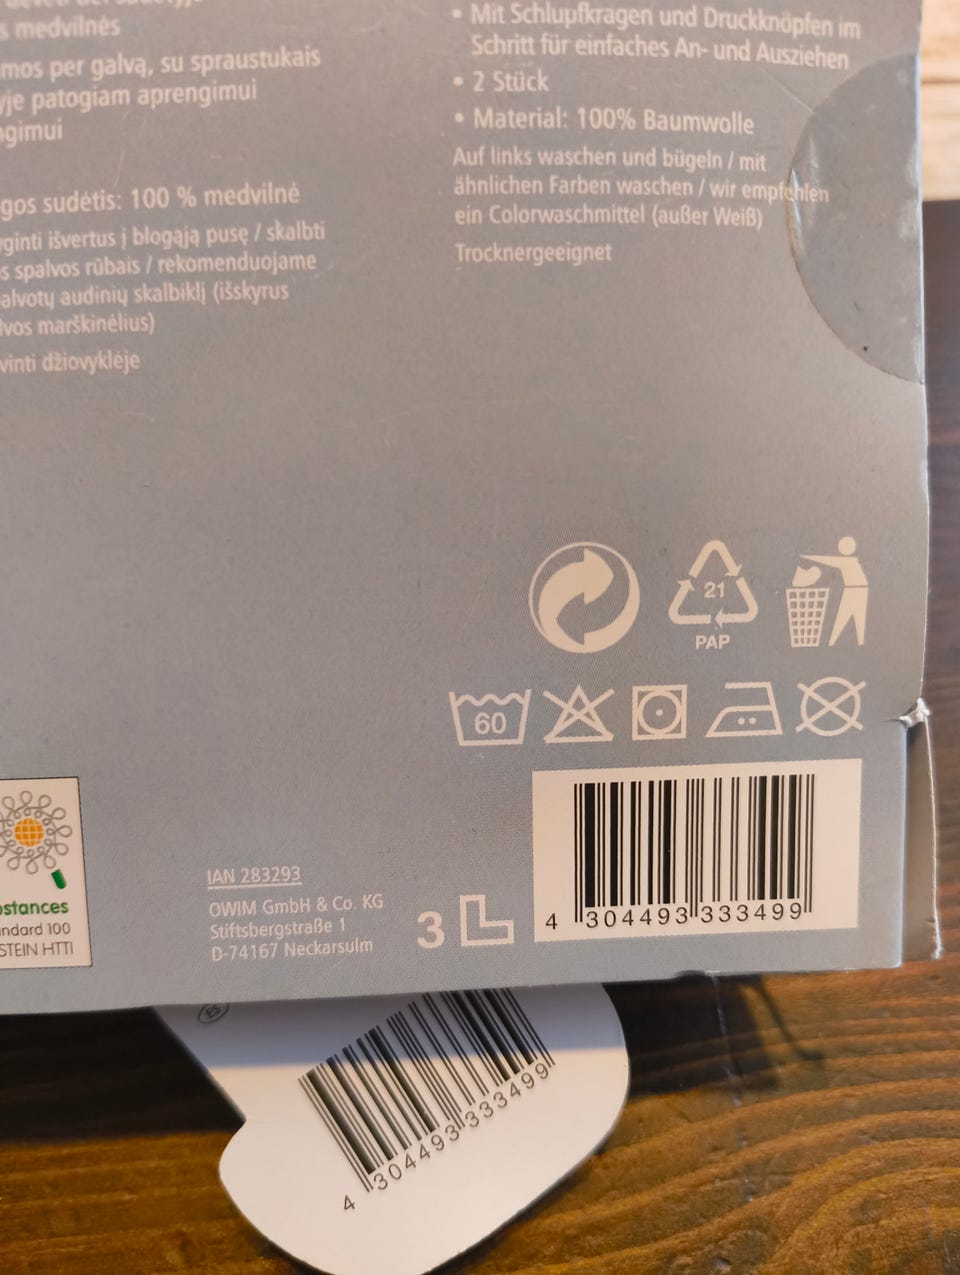 s medvilnės
mos per galvą, su spraustukais
yje patogiam aprengimui
ngimui
gos sudėtis: 100 % medvilnė
yginti išvertus į blogąją pusę / skalbti
os spalvos rūbais / rekomenduojame
alvotų audinių skalbiklį (išskyrus
lvos marškinėlius)
vinti džiovyklėje
• Mit Schlupfkragen und Druckknöpfen im
Schritt für einfaches An- und Ausziehen
• 2 Stück
• Material: 100% Baumwolle
Auf links waschen und bügeln / mit
ähnlichen Farben waschen / wir empfehlen
ein Colorwaschmittel (außer Weiß)
Trocknergeeignet
21
PAP
60
ostances
ndard 100
STEIN HTTI
IAN 283293
OWIM GmbH & Co. KG
Stiftsbergstraße 1
D-74167 Neckarsulm
3 L
4 304493 333499
4 304493 333499